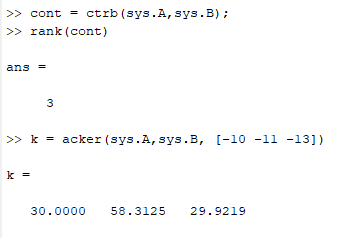 >> cont = ctrb(sys.A,sys.B);
>> rank(cont)
ans =
3
>> k = acker(sys.A,sys.B, [-10 -11 -13])
k =
30.0000 58.3125 29.9219